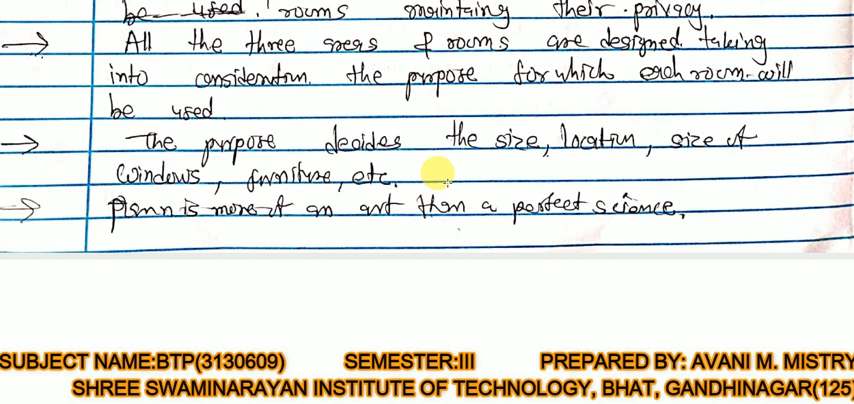 be used. rooms maintaining their privacy.
→ All the three areas & rooms are designed taking
into consideration the purpose for which each room will
be used.
→ The purpose decides the size, location, size of
windows, furniture, etc.
→ Plann is more of an art than a perfect science.
SUBJECT NAME:BTP(3130609) SEMESTER:III PREPARED BY: AVANI M. MISTRY
SHREE SWAMINARAYAN INSTITUTE OF TECHNOLOGY, BHAT, GANDHINAGAR(125)